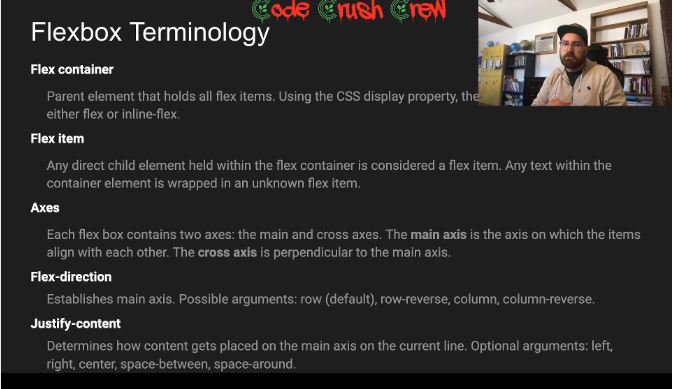 Code Crush Crew
Flexbox Terminology
Flex container
Parent element that holds all flex items. Using the CSS display property, the
either flex or inline-flex.
Flex item
Any direct child element held within the flex container is considered a flex item. Any text within the
container element is wrapped in an unknown flex item.
Axes
Each flex box contains two axes: the main and cross axes. The main axis is the axis on which the items
align with each other. The cross axis is perpendicular to the main axis.
Flex-direction
Establishes main axis. Possible arguments: row (default), row-reverse, column, column-reverse.
Justify-content
Determines how content gets placed on the main axis on the current line. Optional arguments: left,
right, center, space-between, space-around.